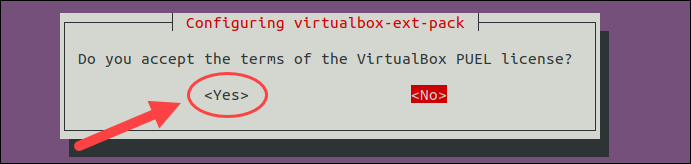 Configuring virtualbox-ext-pack
Do you accept the terms of the VirtualBox PUEL license?
<Yes> <No>